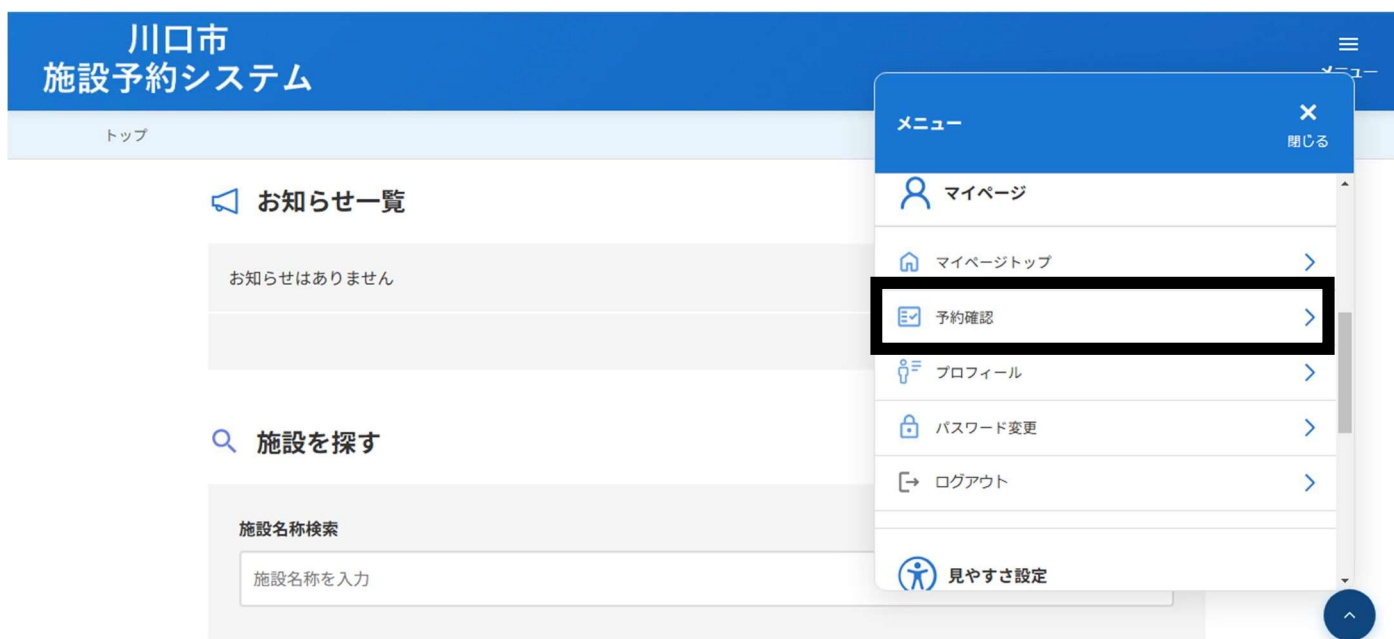 川口市
施設予約システム
メニュー
トップ
お知らせ一覧
お知らせはありません
施設を探す
施設名称検索
施設名称を入力
メニュー
閉じる
マイページ
マイページトップ
予約確認
プロフィール
パスワード変更
ログアウト
見やすさ設定